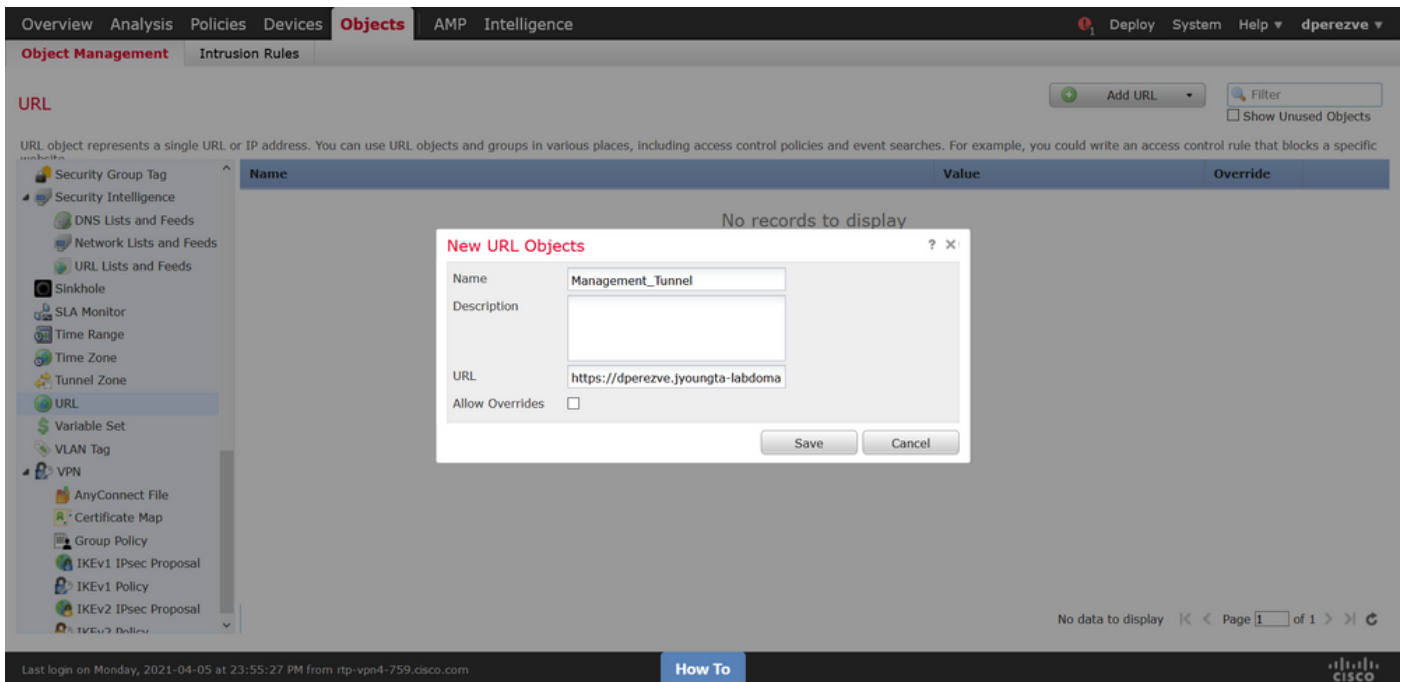 Overview Analysis Policies Devices Objects AMP Intelligence 1 Deploy System Help dperezve
Object Management Intrusion Rules
URL
Add URL
Filter
Show Unused Objects
URL object represents a single URL or IP address. You can use URL objects and groups in various places, including access control policies and event searches. For example, you could write an access control rule that blocks a specific
website
Security Group Tag
Security Intelligence
DNS Lists and Feeds
Network Lists and Feeds
URL Lists and Feeds
Sinkhole
SLA Monitor
Time Range
Time Zone
Tunnel Zone
URL
Variable Set
VLAN Tag
VPN
AnyConnect File
Certificate Map
Group Policy
IKEv1 IPsec Proposal
IKEv1 Policy
IKEv2 IPsec Proposal
IKEv2 Policy
Name Value Override
No records to display
New URL Objects
?
Name Management_Tunnel
Description
URL https://dperezve.jyoungta-labdoma
Allow Overrides
Save Cancel
No data to display Page 1 of 1
Last login on Monday, 2021-04-05 at 23:55:27 PM from rtp-vpn4-759.cisco.com
How To
CISCO